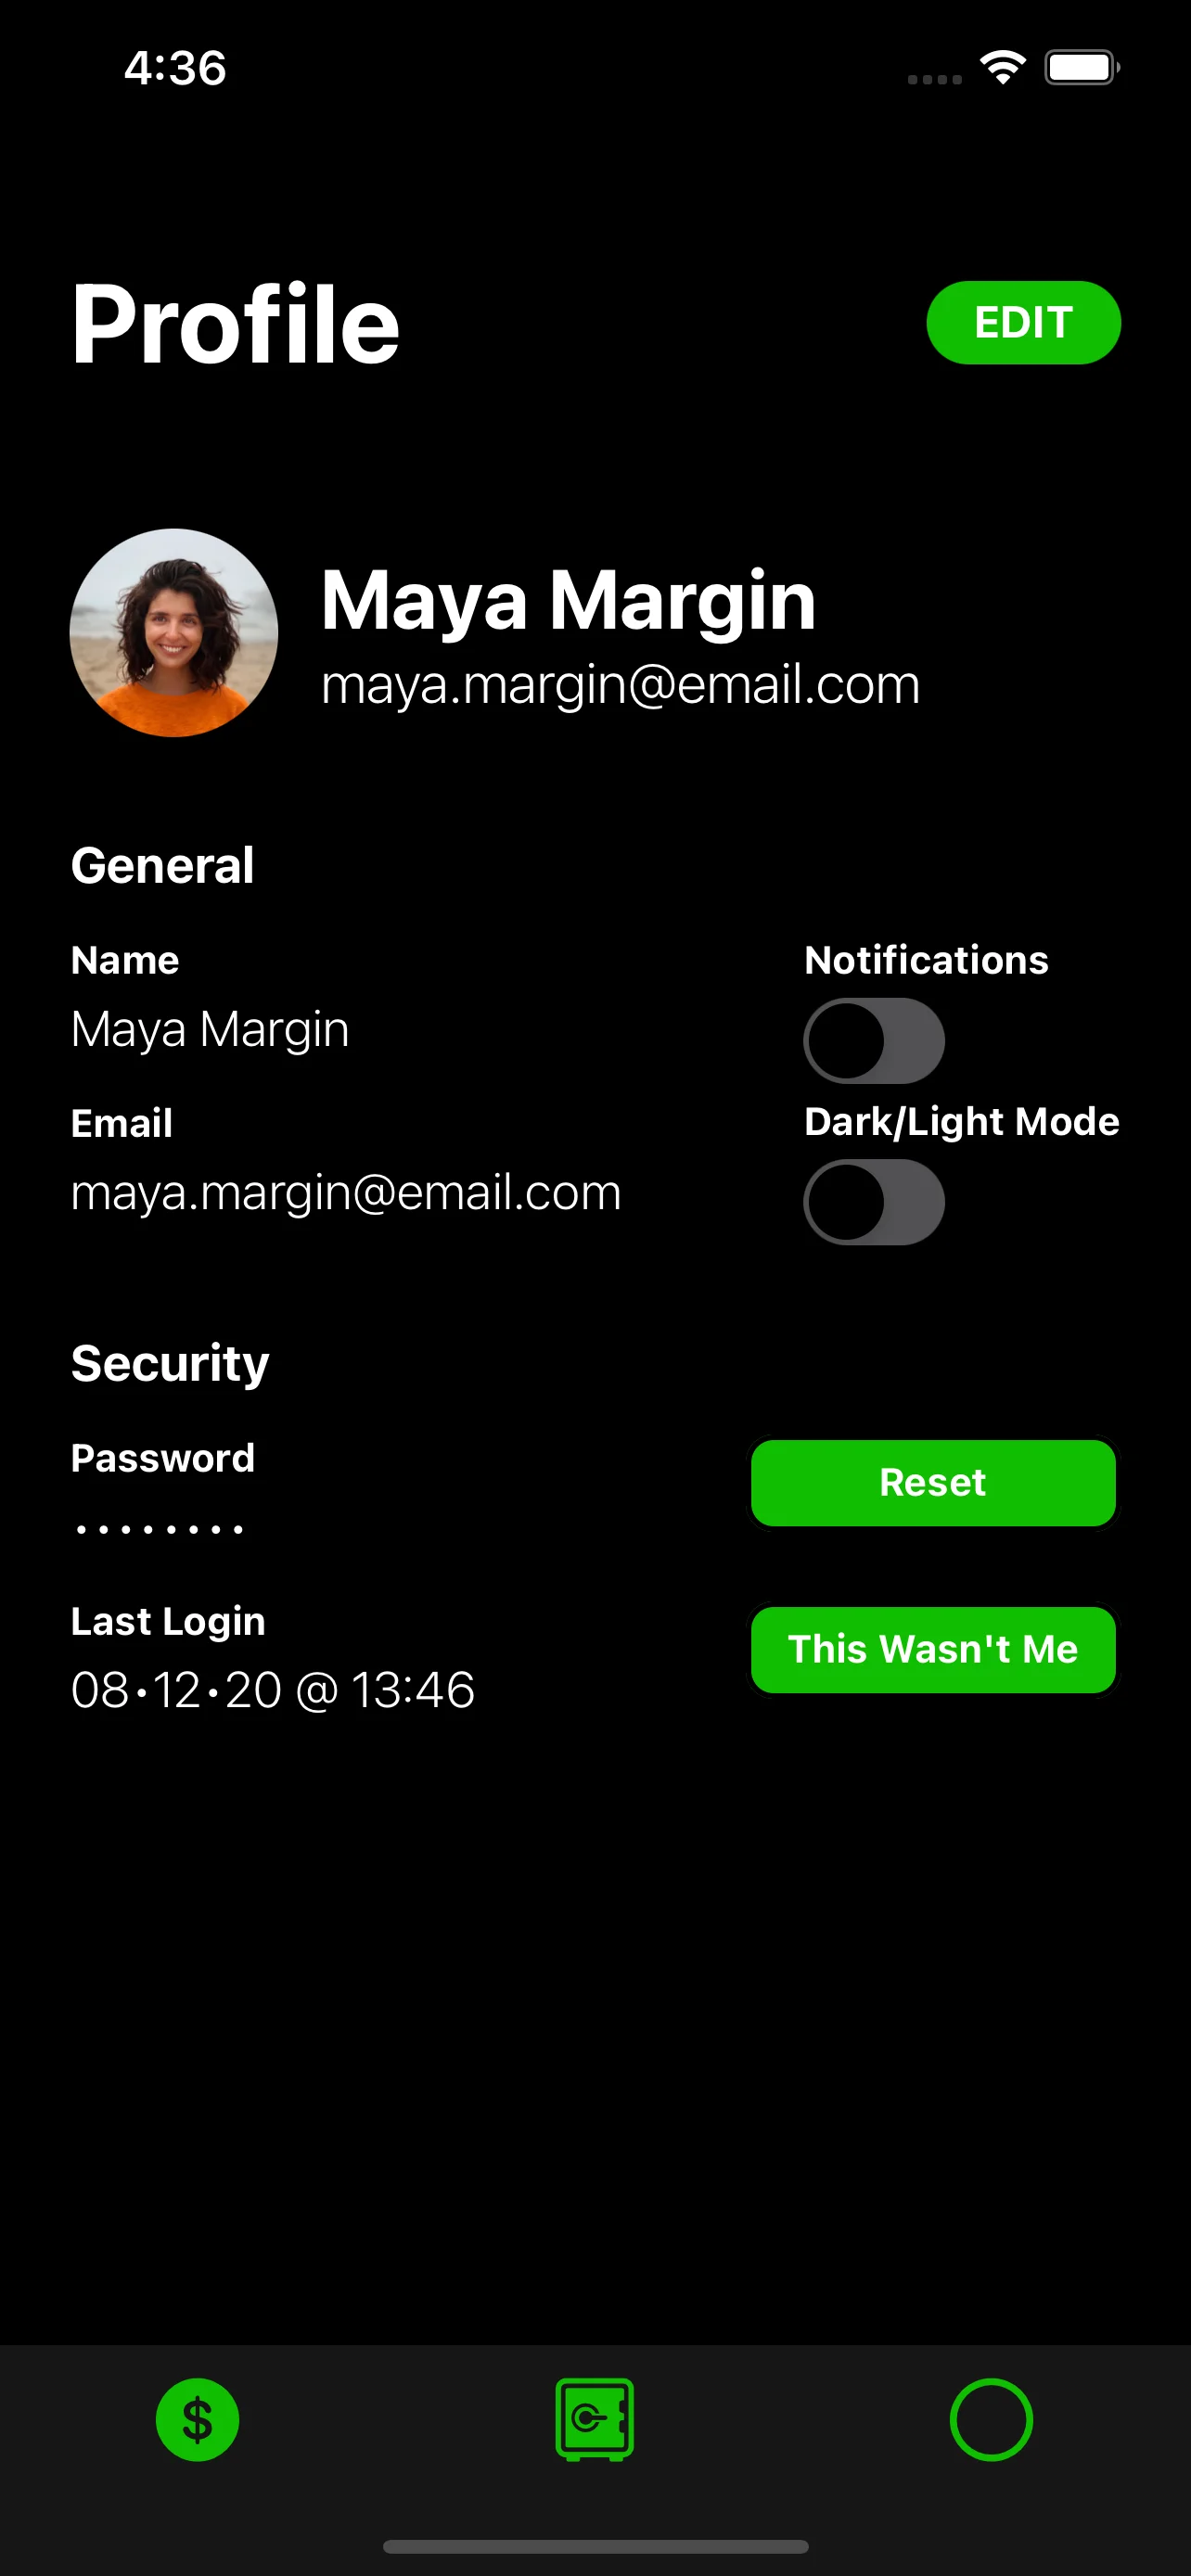 4:36
Profile
EDIT
Maya Margin
maya.margin@email.com
General
Name
Notifications
Maya Margin
Email
Dark/Light Mode
maya.margin@email.com
Security
Password
Reset
••••••••
Last Login
This Wasn't Me
08•12•20 @ 13:46
$